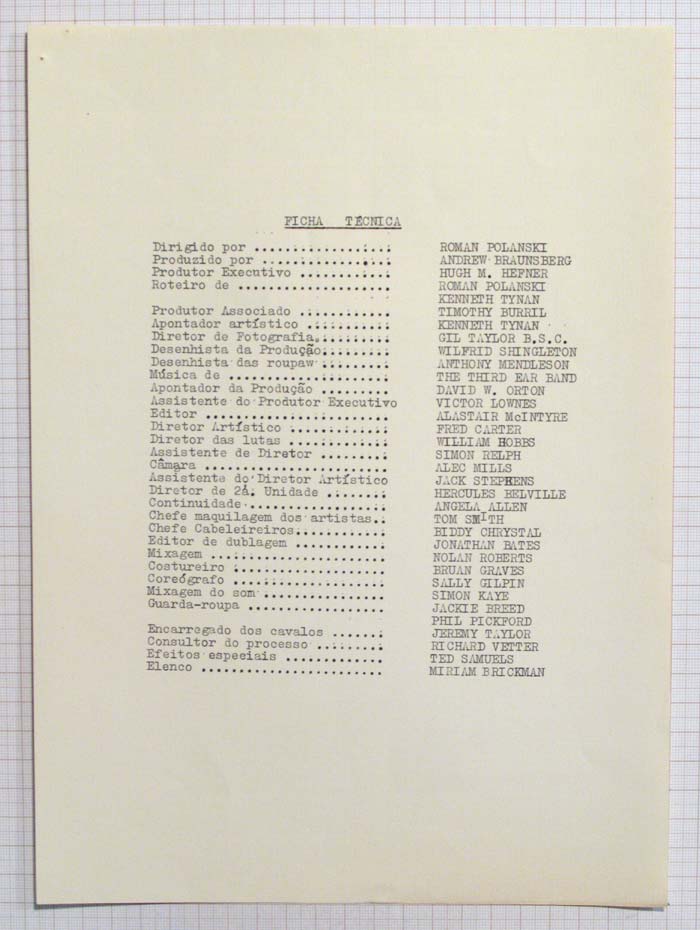 FICHA TÉCNICA
Dirigido por ................. ROMAN POLANSKI
Produzido por ................ ANDREW BRAUNSBERG
Produtor Executivo ........... HUGH M. HEFNER
Roteiro de ................... ROMAN POLANSKI
KENNETH TYNAN
Produtor Associado ........... TIMOTHY BURRIL
Apontador artístico .......... KENNETH TYNAN
Diretor de Fotografia......... GIL TAYLOR B.S.C.
Desenhista da Produção........ WILFRID SHINGLETON
Desenhista das roupaw ........ ANTHONY MENDLESON
Música de .................... THE THIRD EAR BAND
Apontador da Produção ........ DAVID W. ORTON
Assistente do Produtor Executivo VICTOR LOWNES
Editor ....................... ALASTAIR McINTYRE
Diretor Artístico ............ FRED CARTER
Diretor das lutas ............ WILLIAM HOBBS
Assistente de Diretor ........ SIMON RELPH
Câmara ....................... ALEC MILLS
Assistente do Diretor Artístico JACK STEPHENS
Diretor de 2ª. Unidade ....... HERCULES BELVILLE
Continuidade ................. ANGELA ALLEN
Chefe maquilagem dos artistas.. TOM SMITH
Chefe Cabeleireiros........... BIDDY CHRYSTAL
Editor de dublagem ........... JONATHAN BATES
Mixagem ...................... NOLAN ROBERTS
Costureiro ................... BRUAN GRAVES
Coreógrafo ................... SALLY GILPIN
Mixagem do som ............... SIMON KAYE
Guarda-roupa ................. JACKIE BREED
PHIL PICKFORD
Encarregado dos cavalos ...... JEREMY TAYLOR
Consultor do processo ........ RICHARD VETTER
Efeitos especiais ............ TED SAMUELS
Elenco ....................... MIRIAM BRICKMAN